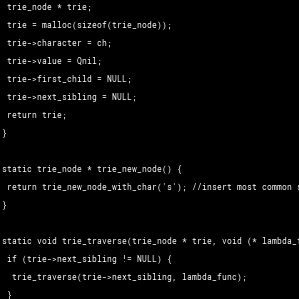 trie_node * trie;
trie = malloc(sizeof(trie_node));
trie->character = ch;
trie->value = Qnil;
trie->first_child = NULL;
trie->next_sibling = NULL;
return trie;
}
static trie_node * trie_new_node() {
return trie_new_node_with_char('s'); //insert most common
}
static void trie_traverse(trie_node * trie, void (* lambda_
if (trie->next_sibling != NULL) {
trie_traverse(trie->next_sibling, lambda_func);
}